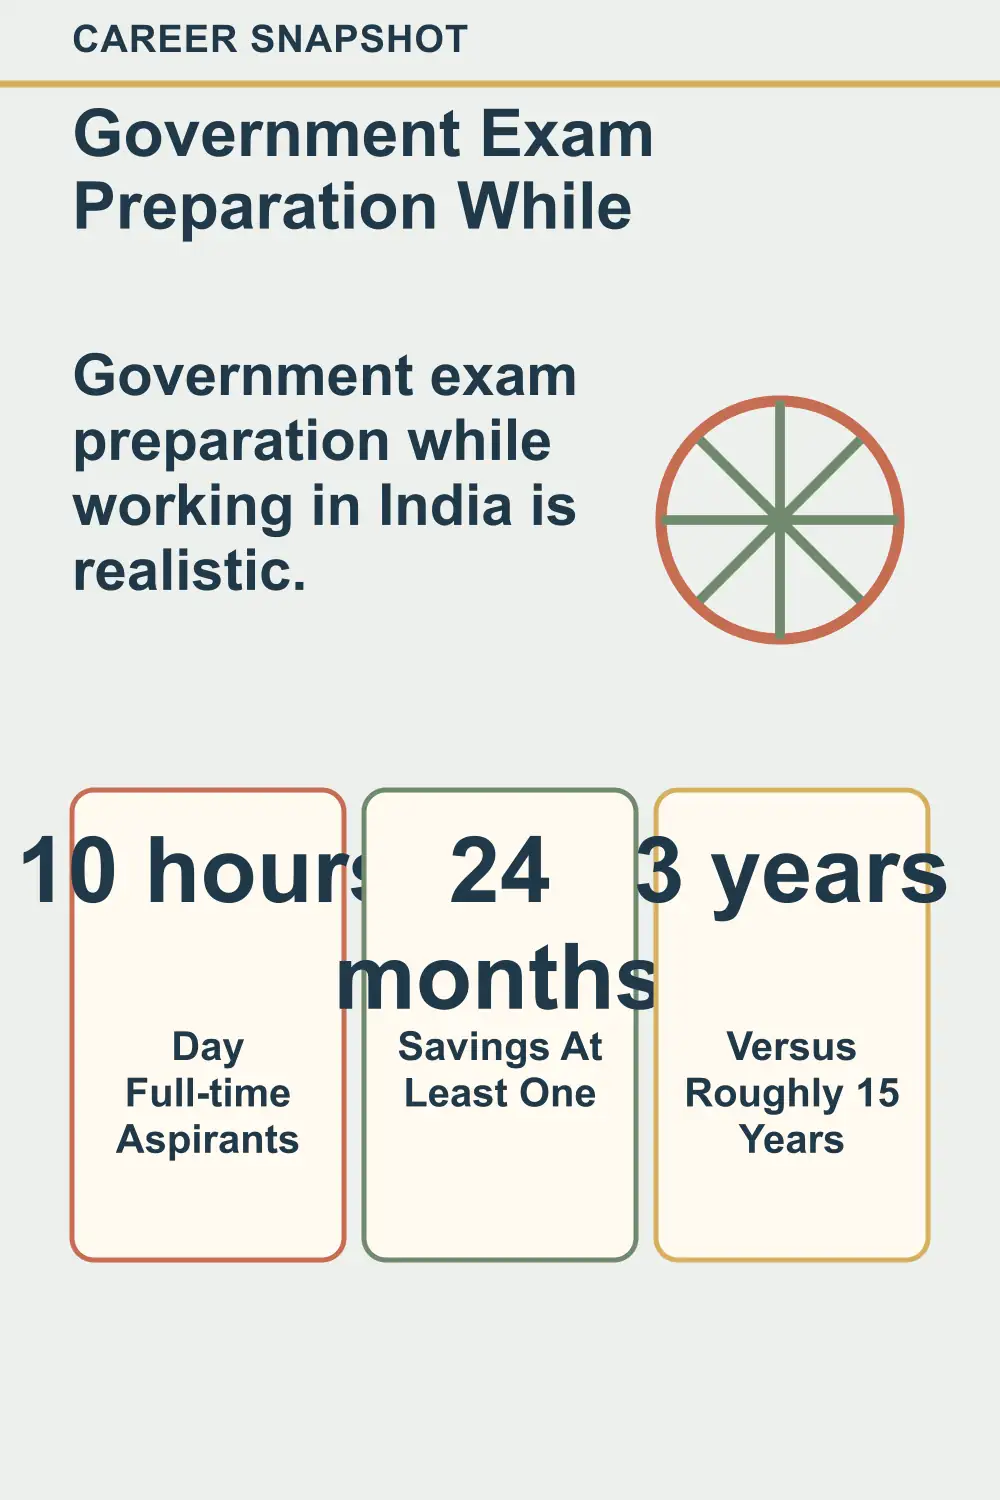 CAREER SNAPSHOT
Government Exam
Preparation While
Government exam
preparation while
working in India is
realistic.
10 hours
Day
Full-time
Aspirants
24
months
Savings At
Least One
3 years
Versus
Roughly 15
Years